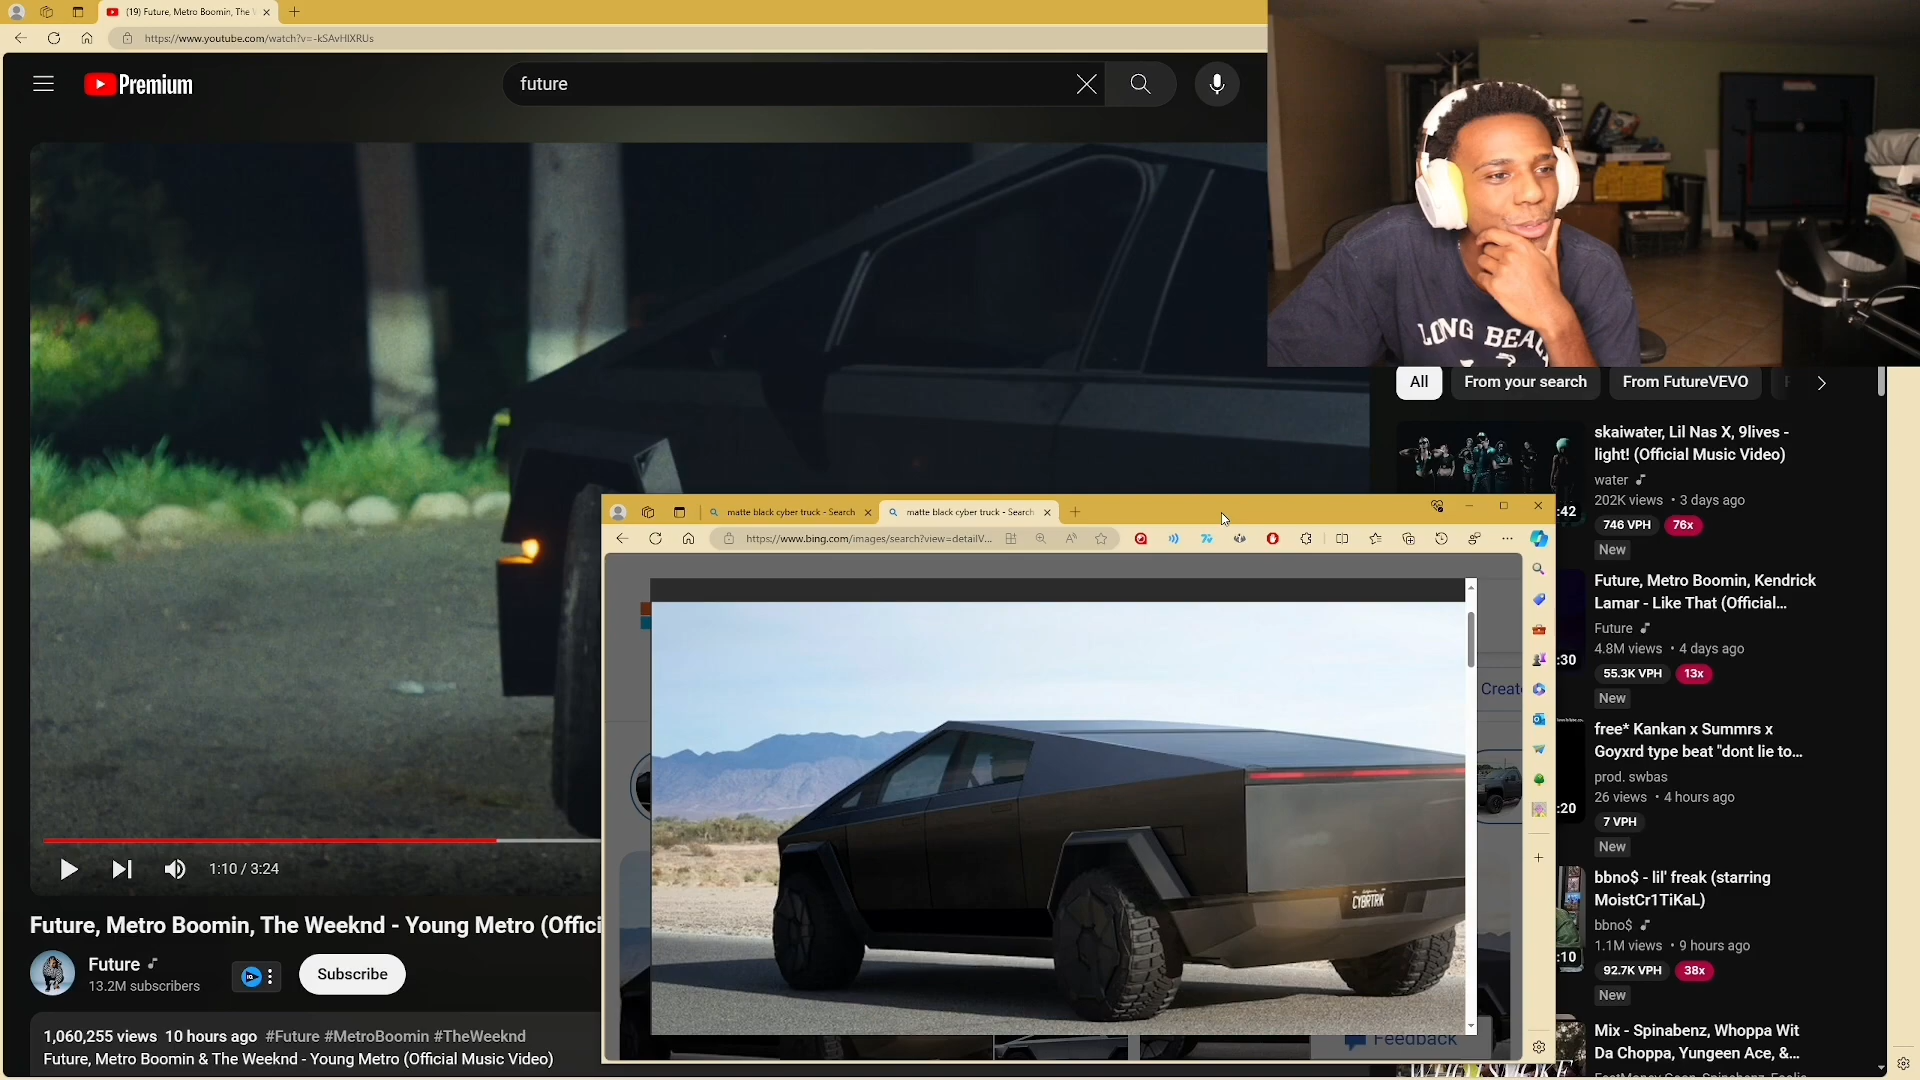 (19) Future, Metro Boomin, The
https://www.youtube.com/watch?v=-kSAvHlXRUs
Premium
future
LONG BEAC
All
From your search
From FutureVEVO
skaiwater, Lil Nas X, 9lives -
light! (Official Music Video)
water
202K views • 3 days ago
:42
746 VPH
76x
New
matte black cyber truck - Search
matte black cyber truck - Search
https://www.bing.com/images/search?view=detailV...
Create
CYBRTRK
Feedback
Future, Metro Boomin, Kendrick
Lamar - Like That (Official...
Future
4.8M views • 4 days ago
:30
55.3K VPH
13x
New
free* Kankan x Summrs x
Goyxrd type beat "dont lie to...
prod. swbas
26 views • 4 hours ago
:20
7 VPH
New
bbno$ - lil' freak (starring
MoistCr1TiKaL)
bbno$
1.1M views • 9 hours ago
:10
92.7K VPH
38x
New
Mix - Spinabenz, Whoppa Wit
Da Choppa, Yungeen Ace, &...
1:10 / 3:24
Future, Metro Boomin, The Weeknd - Young Metro (Offici
Future
13.2M subscribers
Subscribe
1,060,255 views 10 hours ago #Future #MetroBoomin #TheWeeknd
Future, Metro Boomin & The Weeknd - Young Metro (Official Music Video)